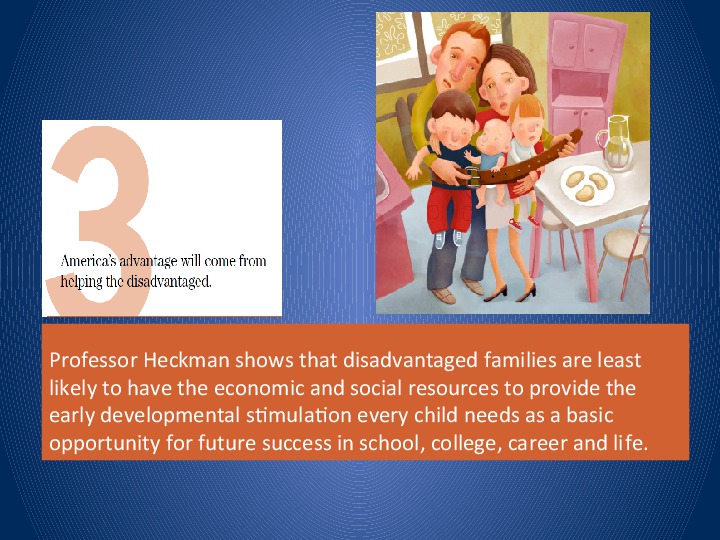 3
America's advantage will come from
helping the disadvantaged.
Professor Heckman shows that disadvantaged families are least
likely to have the economic and social resources to provide the
early developmental stimulation every child needs as a basic
opportunity for future success in school, college, career and life.